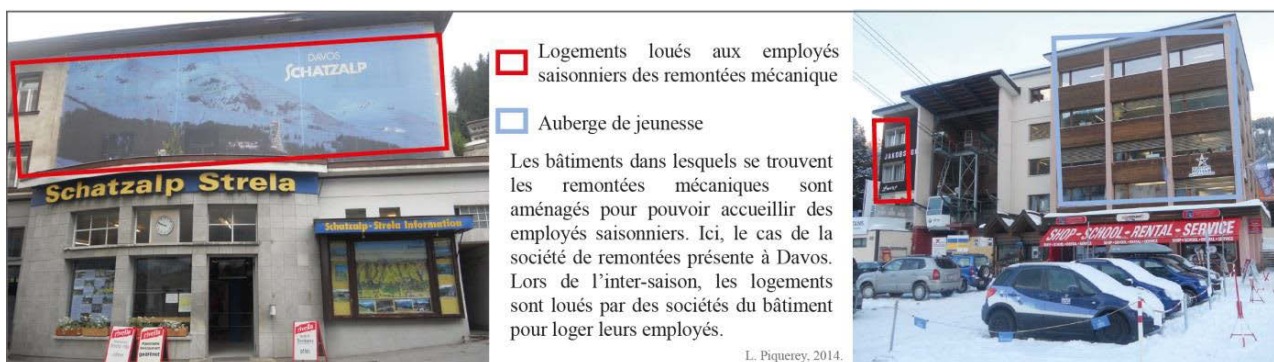 DAVOS
SCHATZALP
Schatzalp Strela
Schatzalp-Strela Information
rivella
rivella
rivella
Logements loués aux employés
saisonniers des remontées mécanique
Auberge de jeunesse
Les bâtiments dans lesquels se trouvent
les remontées mécaniques sont
aménagés pour pouvoir accueillir des
employés saisonniers. Ici, le cas de la
société de remontées présente à Davos.
Lors de l’inter-saison, les logements
sont loués par des sociétés du bâtiment
pour loger leurs employés.
L. Piquerey, 2014.
SHOP-SCHOOL-RENTAL-SERVICE